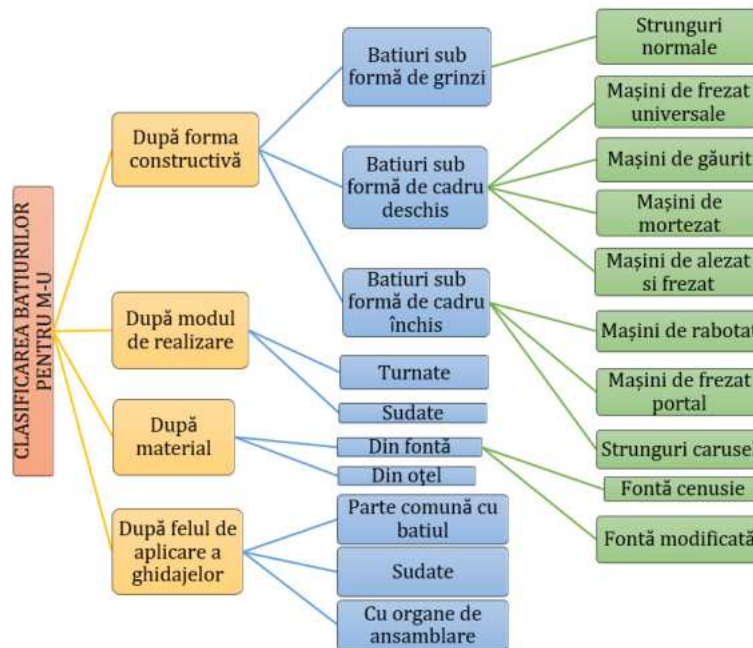 CLASIFICAREA BATIURILOR
PENTRU M-U
După forma
constructivă
Batiuri sub
formă de grinzi
Strunguri
normale
Batiuri sub
formă de cadru
deschis
Mașini de frezat
universale
Mașini de găurit
Mașini de
mortezat
Mașini de alezat
si frezat
Batiuri sub
formă de cadru
închis
Mașini de rabotat
Mașini de frezat
portal
Strunguri carusel
După modul
de realizare
Turnate
Sudate
După
material
Din fontă
Fontă cenusie
Fontă modificată
Din oţel
După felul de
aplicare a
ghidajelor
Parte comună cu
batiul
Sudate
Cu organe de
ansamblare